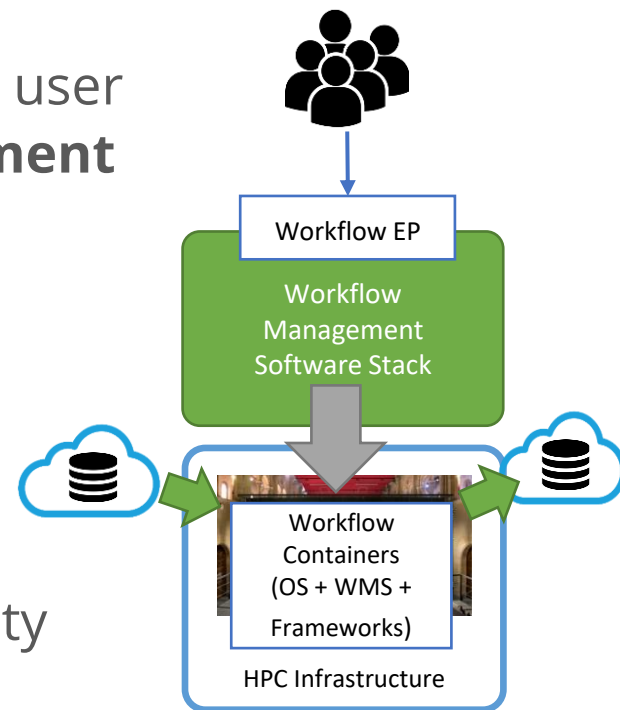 user
ment
Workflow EP
Workflow
Management
Software Stack
Workflow
Containers
(OS + WMS +
Frameworks)
ty
HPC Infrastructure